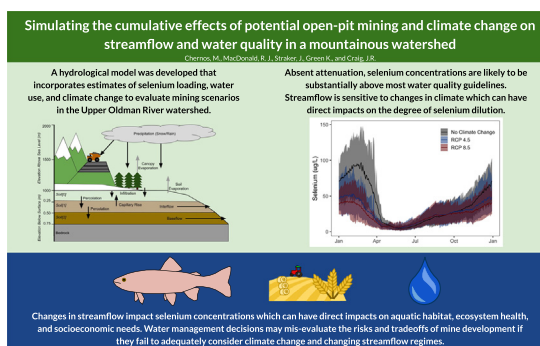 Simulating the cumulative effects of potential open-pit mining and climate change on
streamflow and water quality in a mountainous watershed
Chernos, M., MacDonald, R. J., Straker, J., Green K., and Craig, J.R.
A hydrological model was developed that
incorporates estimates of selenium loading, water
use, and climate change to evaluate mining scenarios
in the Upper Oldman River watershed.
Precipitation (Snow/Rain)
Canopy
Evaporation
Soil
Evaporation
Infiltration
Percolation
Capillary Rise
Interflow
Percolation
Baseflow
Bedrock
Absent attenuation, selenium concentrations are likely to be
substantially above most water quality guidelines.
Streamflow is sensitive to changes in climate which can have
direct impacts on the degree of selenium dilution.
150
100
50
0
Selenium (ug/L)
No Climate Change
RCP 4.5
RCP 8.5
Jan
Apr
Jul
Oct
Jan
Changes in streamflow impact selenium concentrations which can have direct impacts on aquatic habitat, ecosystem health,
and socioeconomic needs. Water management decisions may mis-evaluate the risks and tradeoffs of mine development if
they fail to adequately consider climate change and changing streamflow regimes.